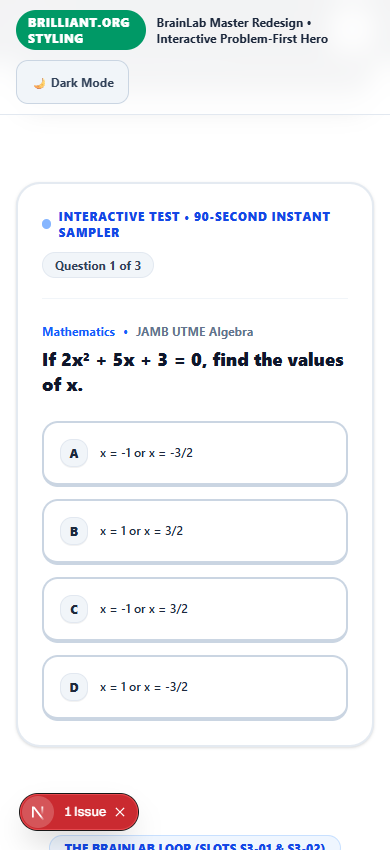 BRILLIANT.ORG
STYLING
BrainLab Master Redesign •
Interactive Problem-First Hero
🌙 Dark Mode
INTERACTIVE TEST • 90-SECOND INSTANT
SAMPLER
Question 1 of 3
Mathematics • JAMB UTME Algebra
If 2x² + 5x + 3 = 0, find the values
of x.
A x = -1 or x = -3/2
B x = 1 or x = 3/2
C x = -1 or x = 3/2
D x = 1 or x = -3/2
N 1 Issue ×
THE BRAINLAB LOOP (SLOTS S3-01 & S3-02)